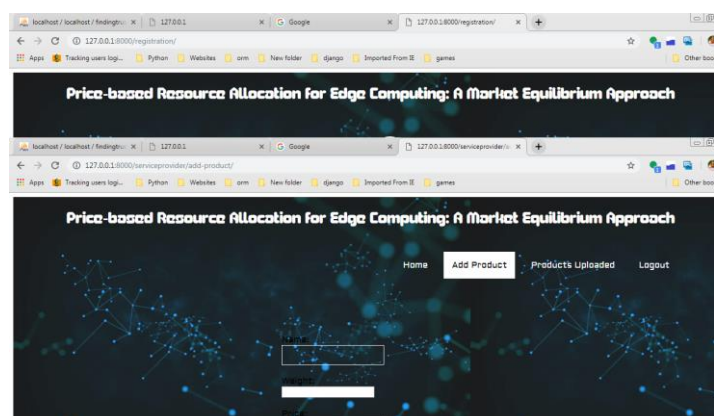 localhost / localhost / findingtru
127.0.0.1
Google
127.0.0.1:8000/registration/
127.0.0.1:8000/registration/
Apps
Tracking users logi...
Python
Websites
orm
New folder
django
Imported From IE
games
Other boo
Price-based Resource Allocation for Edge Computing: A Market Equilibrium Approach
localhost / localhost / findingtru
127.0.0.1
Google
127.0.0.1:8000/serviceprovider/a
127.0.0.1:8000/serviceprovider/add-product/
Apps
Tracking users logi...
Python
Websites
orm
New folder
django
Imported From IE
games
Other boo
Price-based Resource Allocation for Edge Computing: A Market Equilibrium Approach
Home
Add Product
Product's Uploaded
Logout
Name:
Weight:
Price: